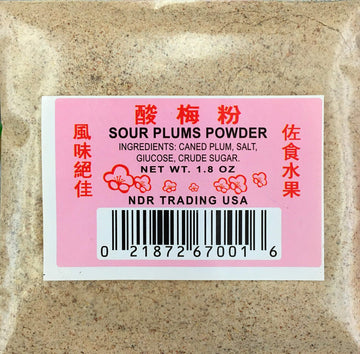 酸梅粉
SOUR PLUMS POWDER
INGREDIENTS: CANED PLUM, SALT,
GIUCOSE, CRUDE SUGAR.
NET WT. 1.8 OZ
NDR TRADING USA
風味絕佳
佐食水果
0 21872 67001 6